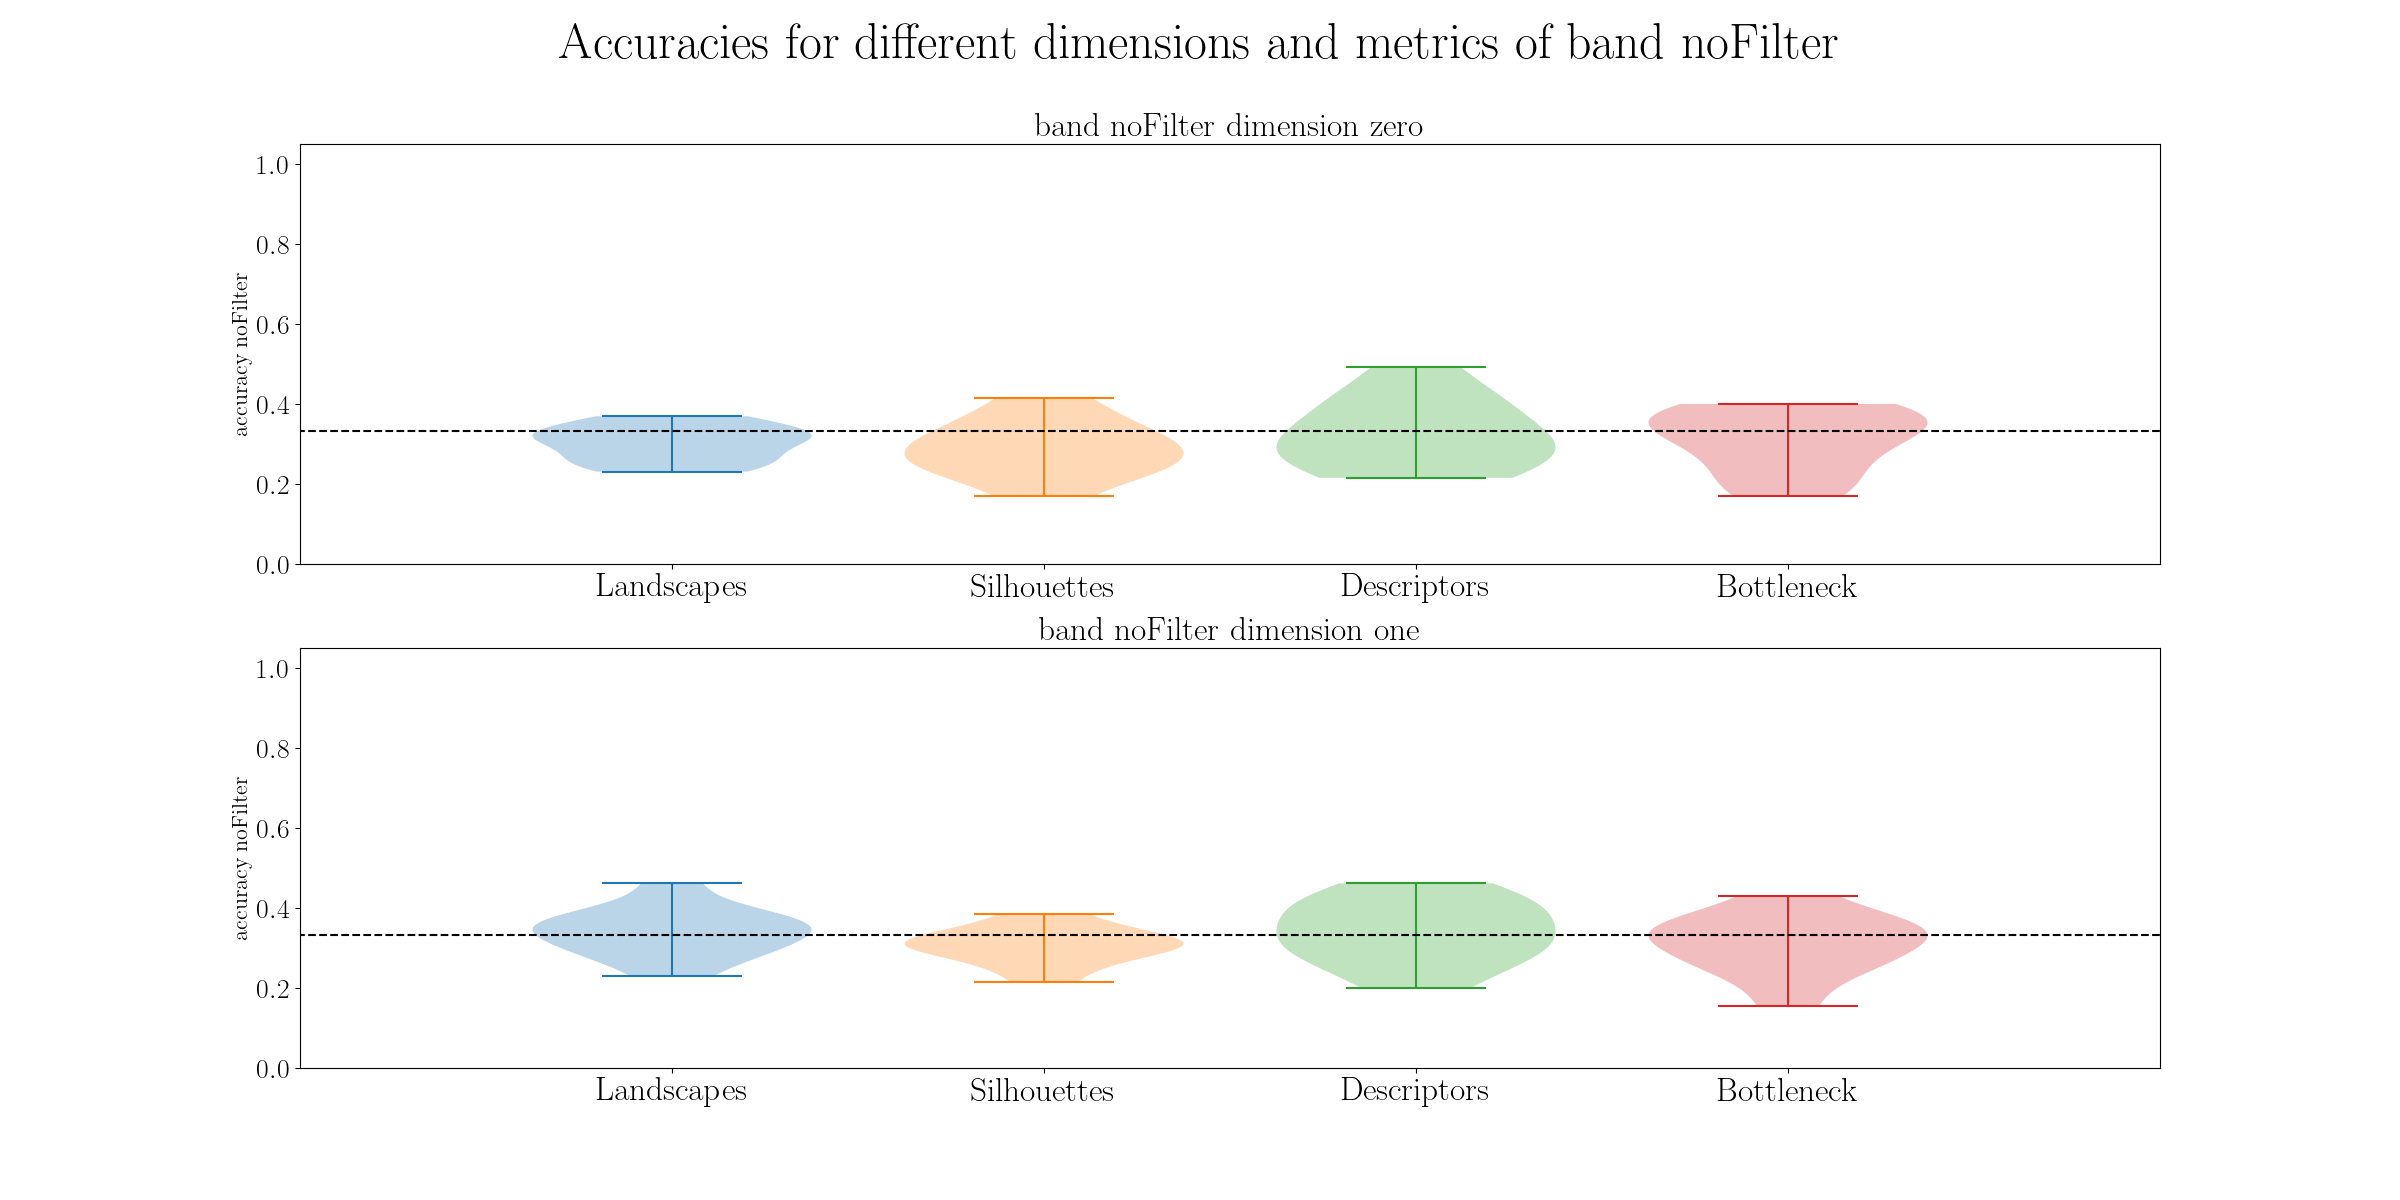 Accuracies for different dimensions and metrics of band noFilter
band noFilter dimension zero
accuracy noFilter
1.0
0.8
0.6
0.4
0.2
0.0
Landscapes Silhouettes Descriptors Bottleneck
band noFilter dimension one
accuracy noFilter
1.0
0.8
0.6
0.4
0.2
0.0
Landscapes Silhouettes Descriptors Bottleneck